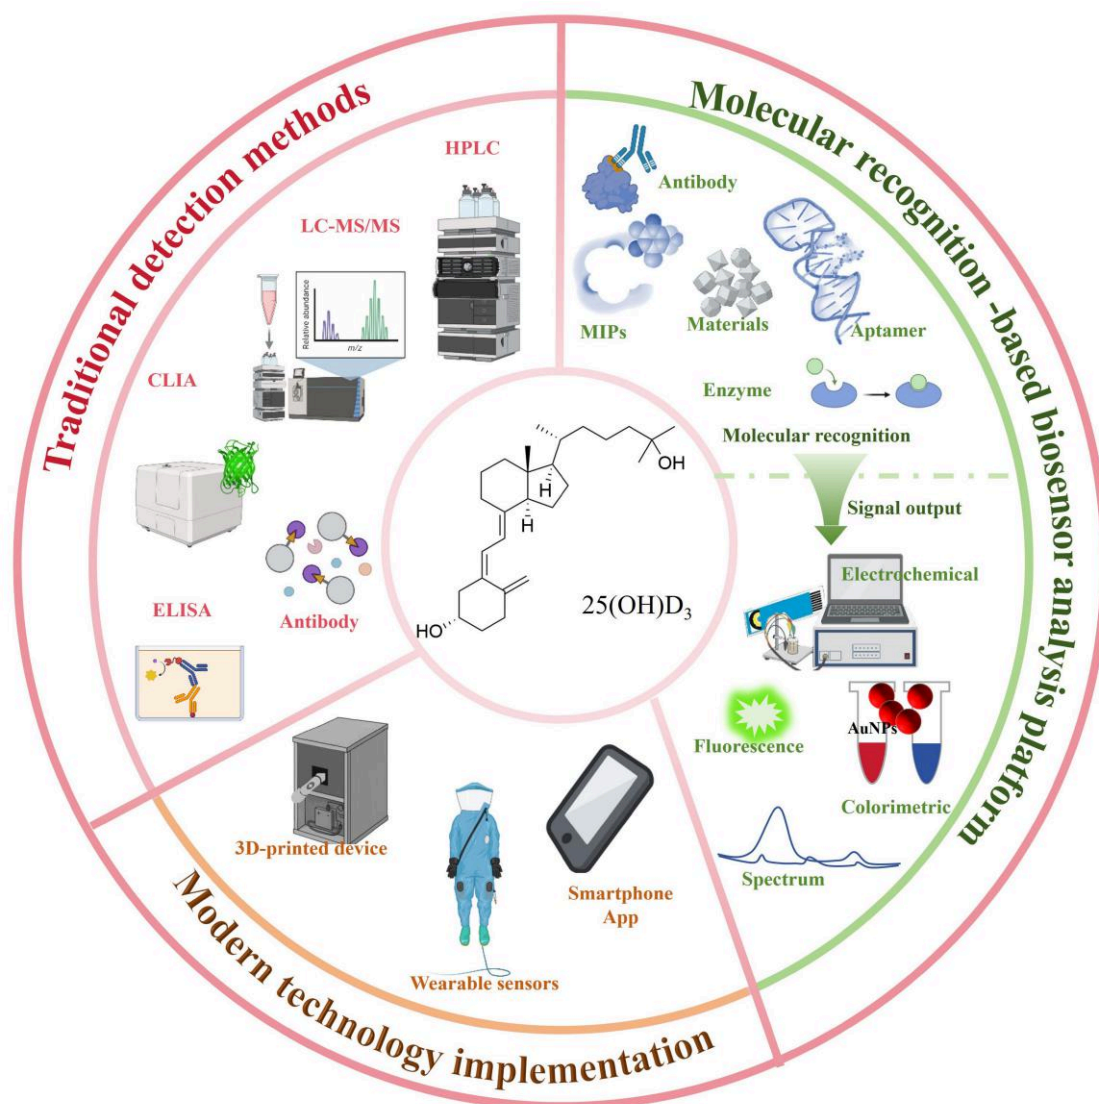 Traditional detection methods
HPLC
LC-MS/MS
Relative abundance
m/z
CLIA
ELISA
Antibody
Molecular recognition -based biosensor analysis platform
Antibody
MIPs
Materials
Aptamer
Enzyme
Molecular recognition
Signal output
Electrochemical
Fluorescence
AuNPs
Colorimetric
Spectrum
H
H
OH
HO
25(OH)D₃
3D-printed device
Wearable sensors
Smartphone
App
Modern technology implementation